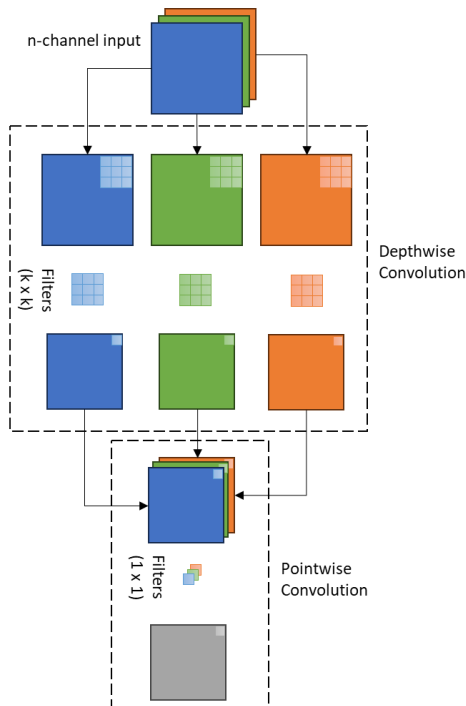 n-channel input
Depthwise
Convolution
Filters
(k x k)
Pointwise
Convolution
Filters
(1 x 1)